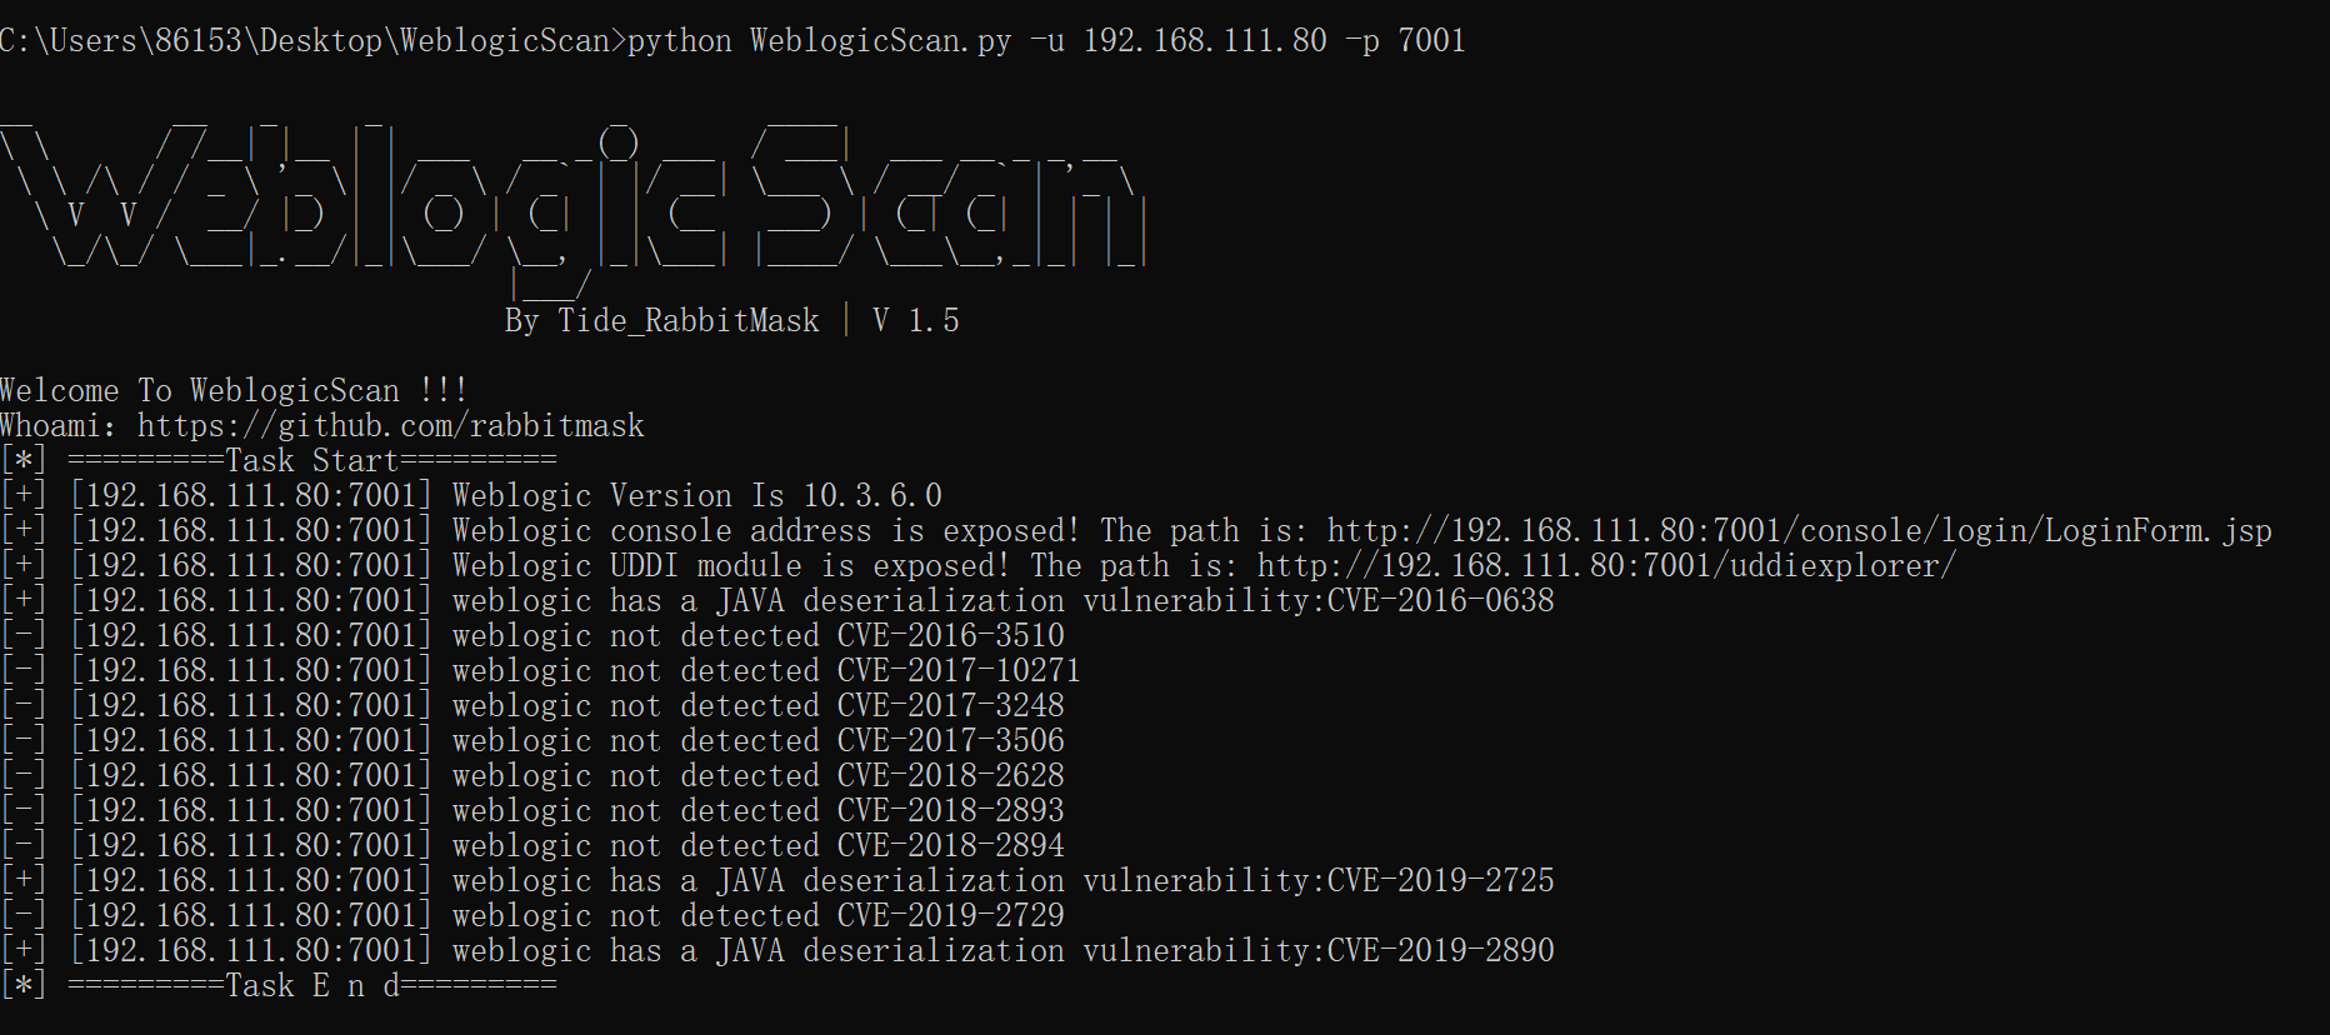 C:\Users\86153\Desktop\WeblogicScan>python WeblogicScan.py -u 192.168.111.80 -p 7001
Weblogic Scan
By Tide_RabbitMask | V 1.5
Welcome To WeblogicScan !!!
Whoami: https://github.com/rabbitmask
[*] =========Task Start=========
[+] [192.168.111.80:7001] Weblogic Version Is 10.3.6.0
[+] [192.168.111.80:7001] Weblogic console address is exposed! The path is: http://192.168.111.80:7001/console/login/LoginForm.jsp
[+] [192.168.111.80:7001] Weblogic UDDI module is exposed! The path is: http://192.168.111.80:7001/uddiexplorer/
[+] [192.168.111.80:7001] weblogic has a JAVA deserialization vulnerability:CVE-2016-0638
[-] [192.168.111.80:7001] weblogic not detected CVE-2016-3510
[-] [192.168.111.80:7001] weblogic not detected CVE-2017-10271
[-] [192.168.111.80:7001] weblogic not detected CVE-2017-3248
[-] [192.168.111.80:7001] weblogic not detected CVE-2017-3506
[-] [192.168.111.80:7001] weblogic not detected CVE-2018-2628
[-] [192.168.111.80:7001] weblogic not detected CVE-2018-2893
[-] [192.168.111.80:7001] weblogic not detected CVE-2018-2894
[+] [192.168.111.80:7001] weblogic has a JAVA deserialization vulnerability:CVE-2019-2725
[-] [192.168.111.80:7001] weblogic not detected CVE-2019-2729
[+] [192.168.111.80:7001] weblogic has a JAVA deserialization vulnerability:CVE-2019-2890
[*] =========Task E n d=========